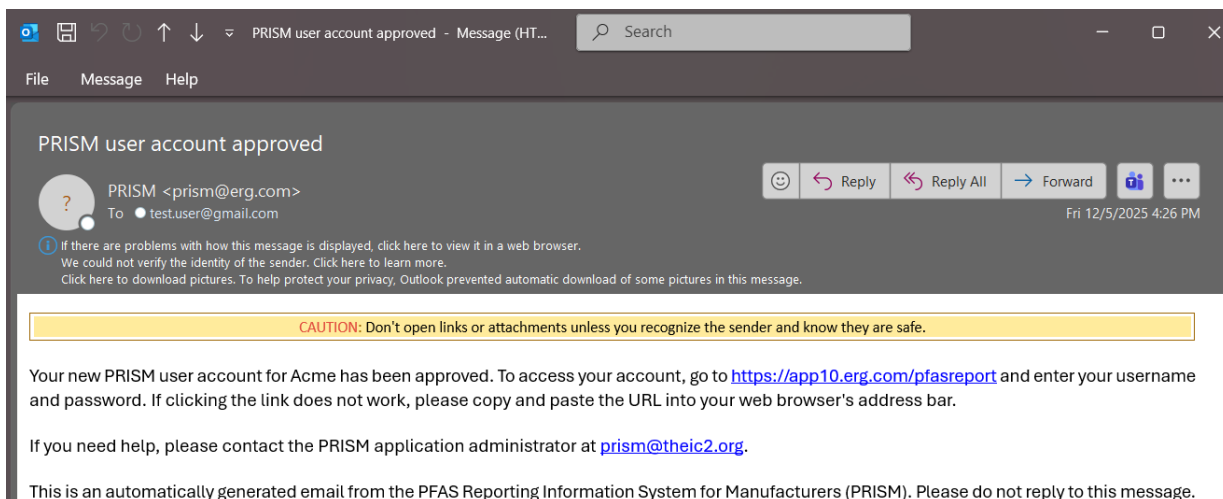 PRISM user account approved - Message (HT...
Search
File Message Help
PRISM user account approved
?
PRISM <prism@erg.com>
Reply Reply All Forward
To test.user@gmail.com
Fri 12/5/2025 4:26 PM
If there are problems with how this message is displayed, click here to view it in a web browser.
We could not verify the identity of the sender. Click here to learn more.
Click here to download pictures. To help protect your privacy, Outlook prevented automatic download of some pictures in this message.
CAUTION: Don't open links or attachments unless you recognize the sender and know they are safe.
Your new PRISM user account for Acme has been approved. To access your account, go to https://app10.erg.com/pfasreport and enter your username
and password. If clicking the link does not work, please copy and paste the URL into your web browser's address bar.
If you need help, please contact the PRISM application administrator at prism@theic2.org.
This is an automatically generated email from the PFAS Reporting Information System for Manufacturers (PRISM). Please do not reply to this message.